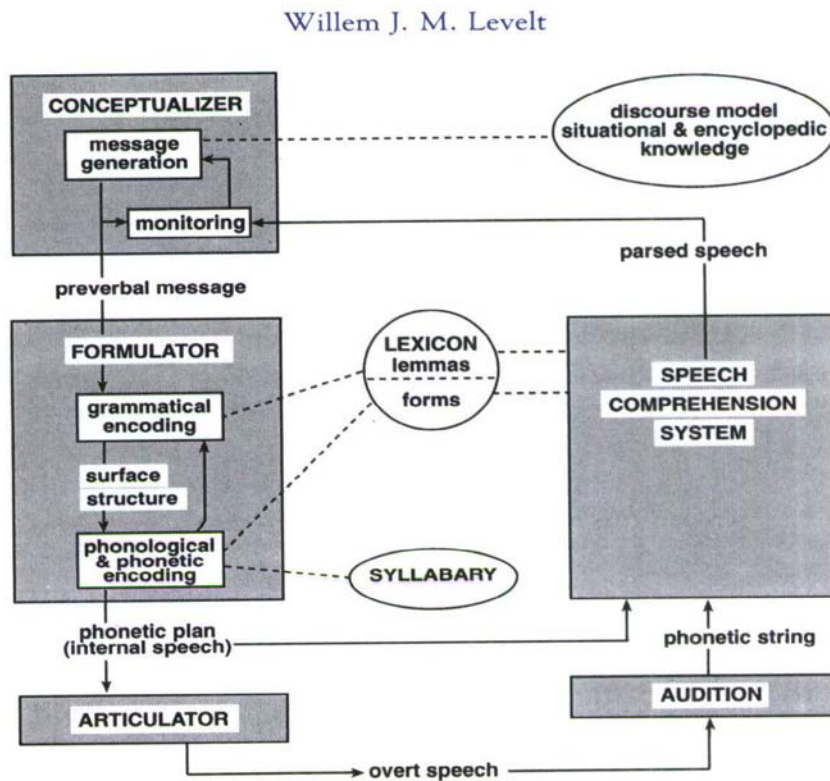 Willem J. M. Levelt
CONCEPTUALIZER
message
generation
monitoring
discourse model
situational & encyclopedic
knowledge
parsed speech
preverbal message
FORMULATOR
grammatical
encoding
surface
structure
phonological
& phonetic
encoding
LEXICON
lemmas
forms
SYLLABARY
SPEECH
COMPREHENSION
SYSTEM
phonetic plan
(internal speech)
phonetic string
ARTICULATOR
AUDITION
overt speech